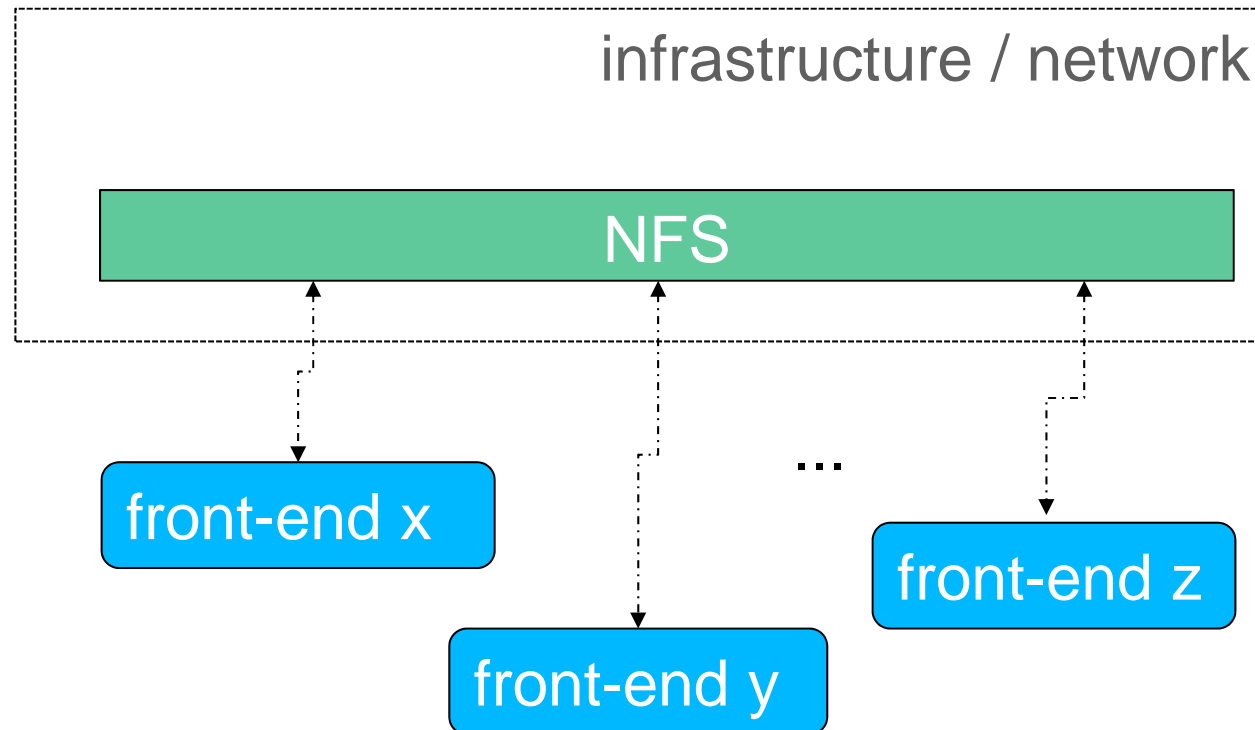 infrastructure / network
NFS
...
front-end x
front-end z
front-end y